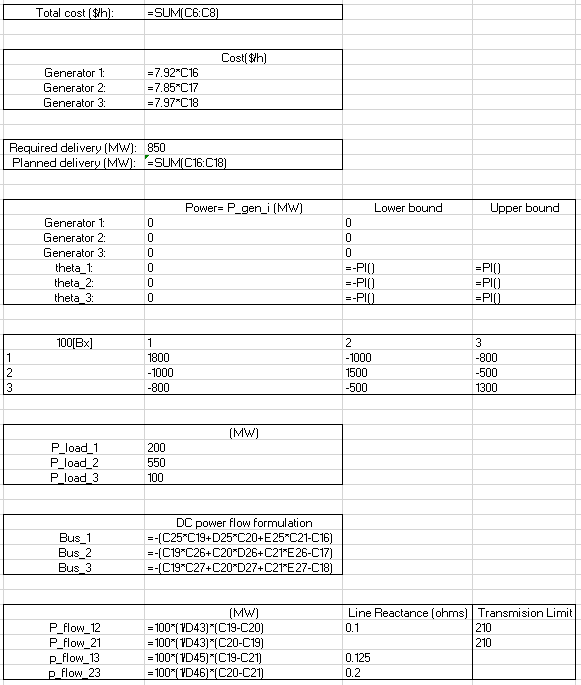 Total cost ($/h): =SUM(C6:C8)
Cost($/h)
Generator 1: =7.92*C16
Generator 2: =7.85*C17
Generator 3: =7.97*C18
Required delivery (MW): 850
Planned delivery (MW): =SUM(C16:C18)
Power= P_gen_i (MW) Lower bound Upper bound
Generator 1: 0 0
Generator 2: 0 0
Generator 3: 0 0
theta_1: 0 =-PI() =PI()
theta_2: 0 =-PI() =PI()
theta_3: 0 =-PI() =PI()
100[Bx] 1 2 3
1 1800 -1000 -800
2 -1000 1500 -500
3 -800 -500 1300
(MW)
P_load_1 200
P_load_2 550
P_load_3 100
DC power flow formulation
Bus_1 =-(C25*C19+D25*C20+E25*C21-C16)
Bus_2 =-(C19*C26+C20*D26+C21*E26-C17)
Bus_3 =-(C19*C27+C20*D27+C21*E27-C18)
(MW) Line Reactance (ohms) Transmision Limit
P_flow_12 =100*(1/D43)*(C19-C20) 0.1 210
P_flow_21 =100*(1/D43)*(C20-C19) 210
p_flow_13 =100*(1/D45)*(C19-C21) 0.125
p_flow_23 =100*(1/D46)*(C20-C21) 0.2